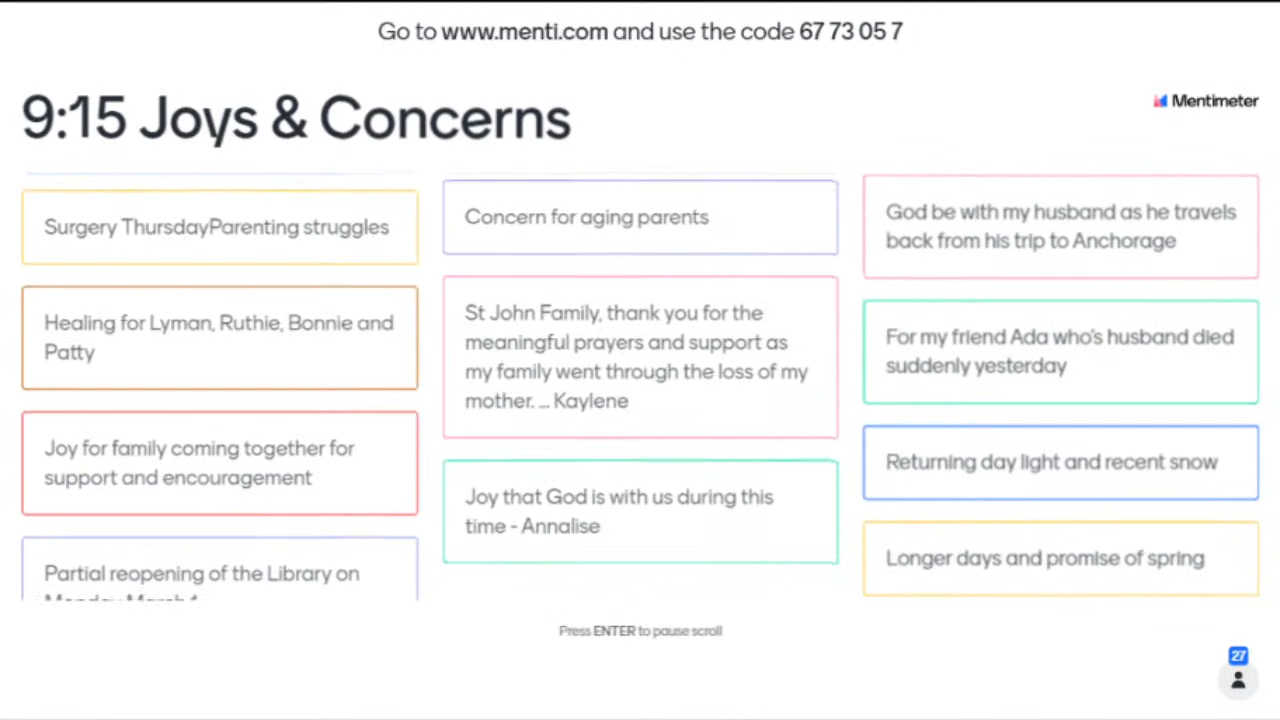 Go to www.menti.com and use the code 67 73 05 7
9:15 Joys & Concerns
Mentimeter
Surgery ThursdayParenting struggles
Healing for Lyman, Ruthie, Bonnie and
Patty
Joy for family coming together for
support and encouragement
Partial reopening of the Library on
Concern for aging parents
St John Family, thank you for the
meaningful prayers and support as
my family went through the loss of my
mother. ... Kaylene
Joy that God is with us during this
time - Annalise
God be with my husband as he travels
back from his trip to Anchorage
For my friend Ada who's husband died
suddenly yesterday
Returning day light and recent snow
Longer days and promise of spring
Press ENTER to pause scroll
27